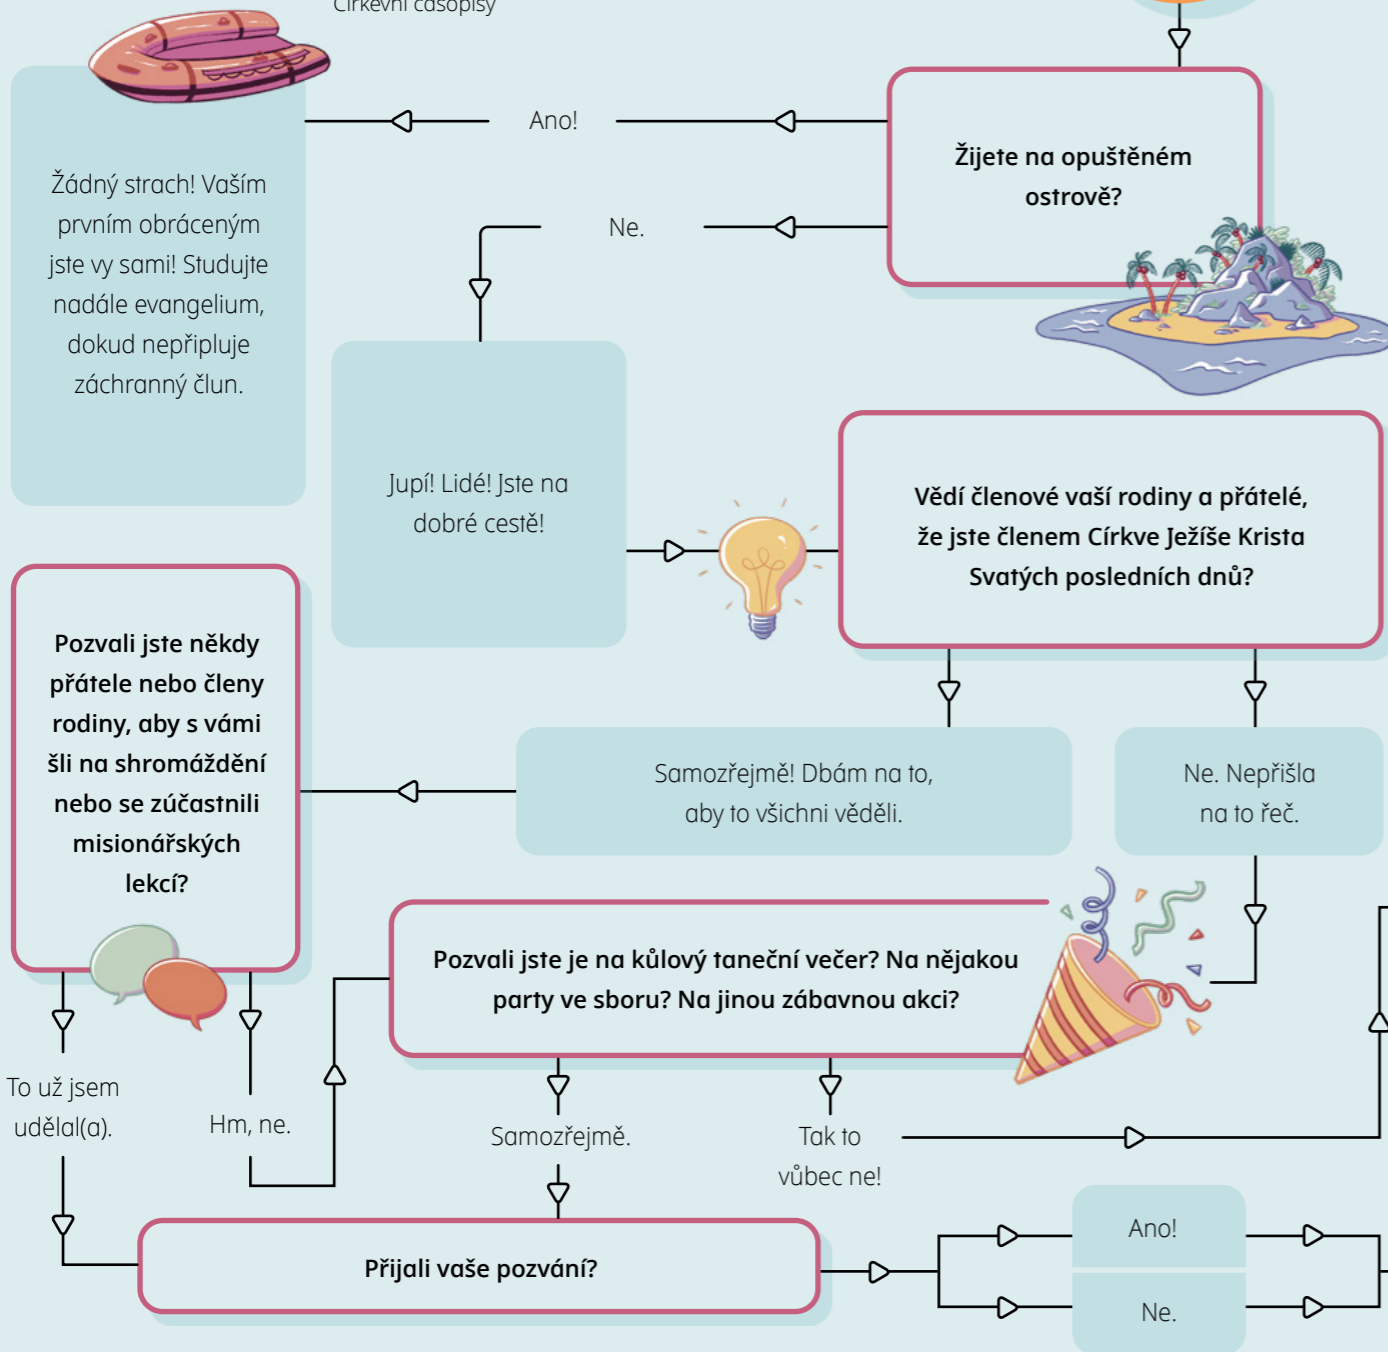 Církevní časopisy
Žijete na opuštěném
ostrově?
Ano!
Žádný strach! Vaším
prvním obráceným
jste vy sami! Studujte
nadále evangelium,
dokud nepřipluje
záchranný člun.
Ne.
Jupí! Lidé! Jste na
dobré cestě!
Vědí členové vaší rodiny a přátelé,
že jste členem Církve Ježíše Krista
Svatých posledních dnů?
Samozřejmě! Dbám na to,
aby to všichni věděli.
Ne. Nepřišla
na to řeč.
Pozvali jste někdy
přátele nebo členy
rodiny, aby s vámi
šli na shromáždění
nebo se zúčastnili
misionářských
lekcí?
To už jsem
udělal(a).
Hm, ne.
Pozvali jste je na kůlový taneční večer? Na nějakou
party ve sboru? Na jinou zábavnou akci?
Samozřejmě.
Tak to
vůbec ne!
Přijali vaše pozvání?
Ano!
Ne.